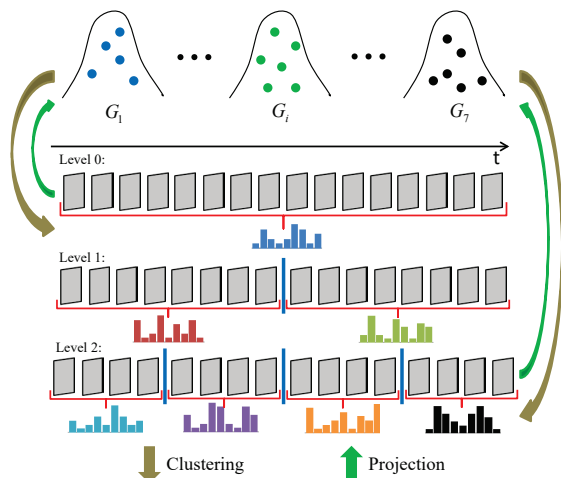 G1 Gi G7
t
Level 0:
Level 1:
Level 2:
Clustering Projection